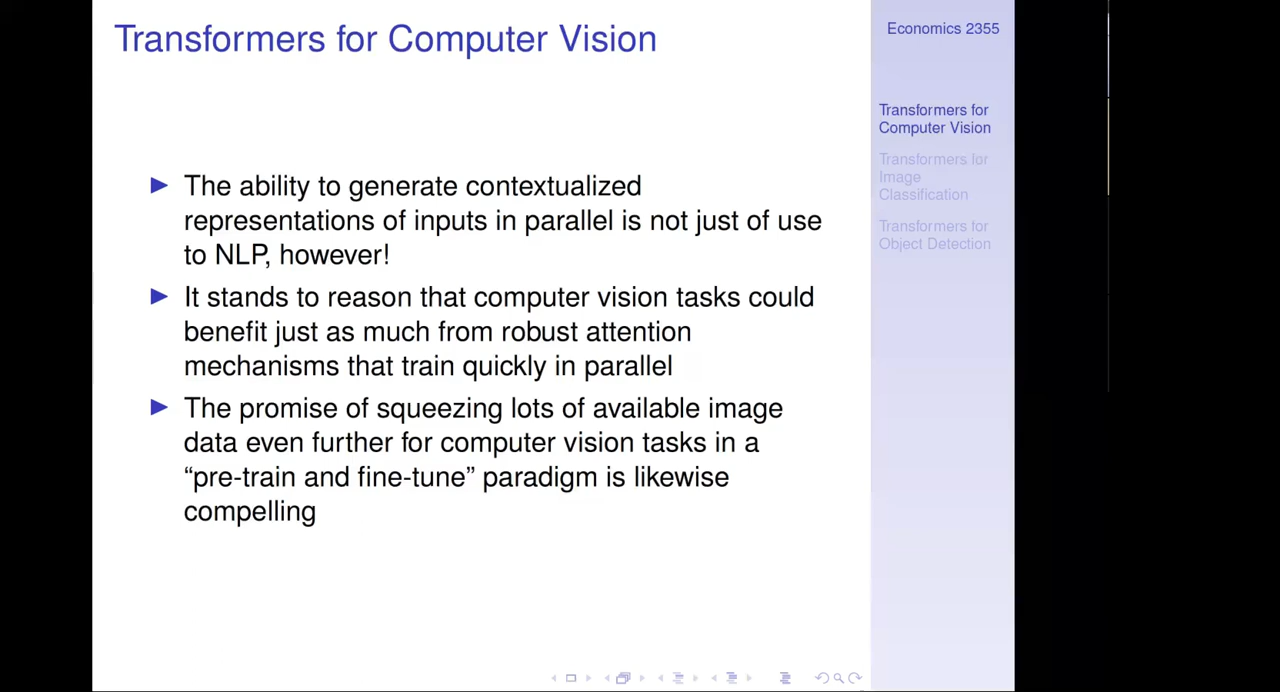 Transformers for Computer Vision
The ability to generate contextualized
representations of inputs in parallel is not just of use
to NLP, however!
It stands to reason that computer vision tasks could
benefit just as much from robust attention
mechanisms that train quickly in parallel
The promise of squeezing lots of available image
data even further for computer vision tasks in a
“pre-train and fine-tune” paradigm is likewise
compelling
Economics 2355
Transformers for
Computer Vision
Transformers for
Image
Classification
Transformers for
Object Detection